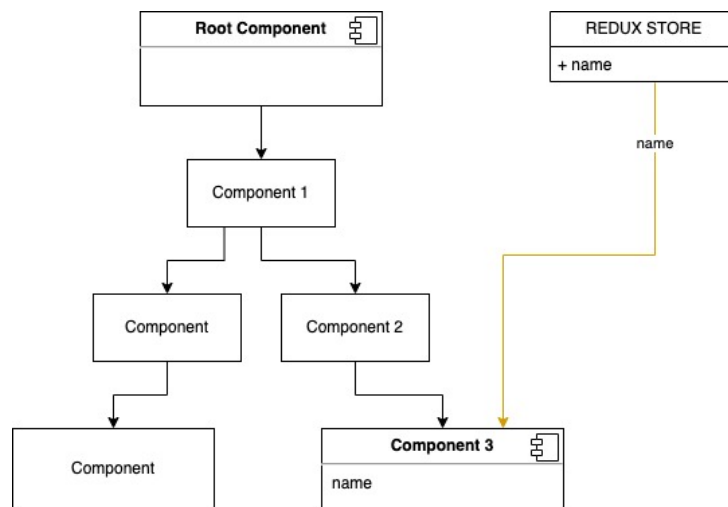 Root Component
REDUX STORE
+ name
name
Component 1
Component
Component 2
Component
Component 3
name